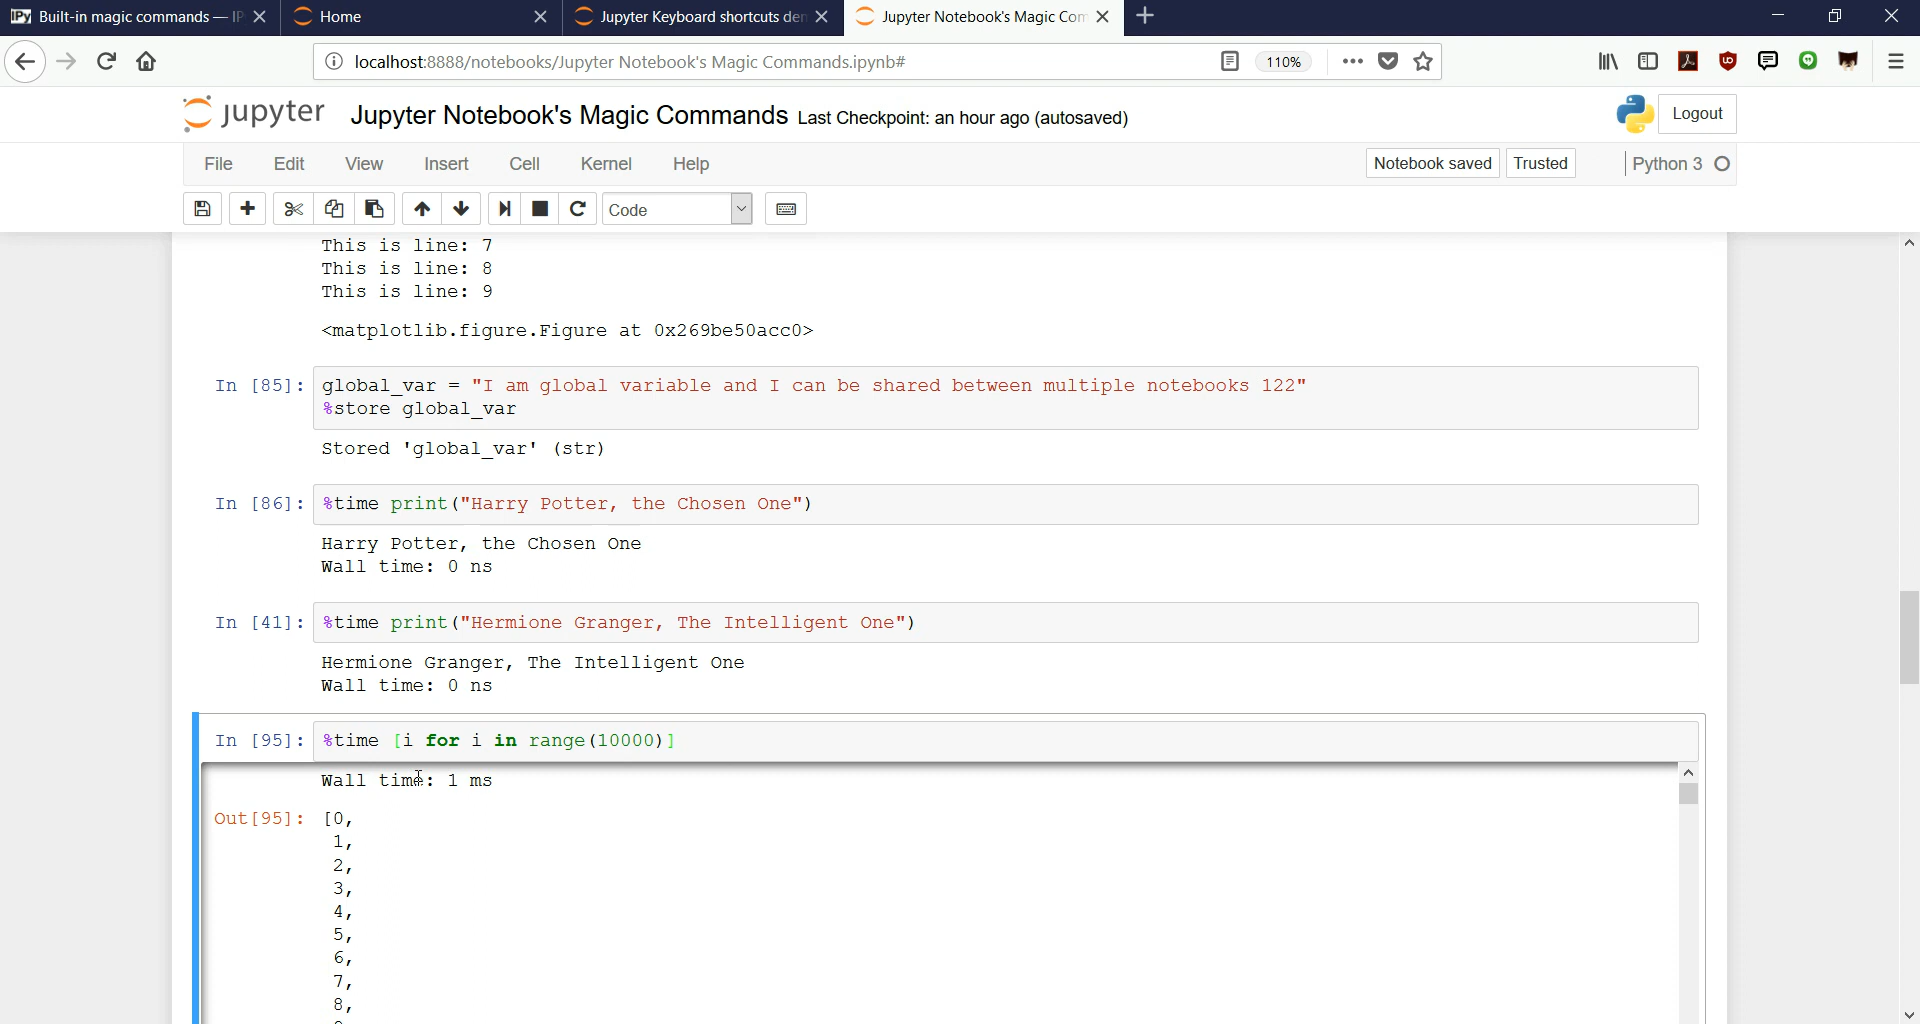 IPy Built-in magic commands — IP
Home
Jupyter Keyboard shortcuts den
Jupyter Notebook's Magic Com
localhost:8888/notebooks/Jupyter Notebook's Magic Commands.ipynb#
110%
jupyter
Jupyter Notebook's Magic Commands Last Checkpoint: an hour ago (autosaved)
Logout
File Edit View Insert Cell Kernel Help
Notebook saved Trusted Python 3
Code
This is line: 7
This is line: 8
This is line: 9
<matplotlib.figure.Figure at 0x269be50acc0>
In [85]: global_var = "I am global variable and I can be shared between multiple notebooks 122"
%store global_var
Stored 'global_var' (str)
In [86]: %time print("Harry Potter, the Chosen One")
Harry Potter, the Chosen One
Wall time: 0 ns
In [41]: %time print("Hermione Granger, The Intelligent One")
Hermione Granger, The Intelligent One
Wall time: 0 ns
In [95]: %time [i for i in range(10000)]
Wall time: 1 ms
Out[95]: [0,
1,
2,
3,
4,
5,
6,
7,
8,